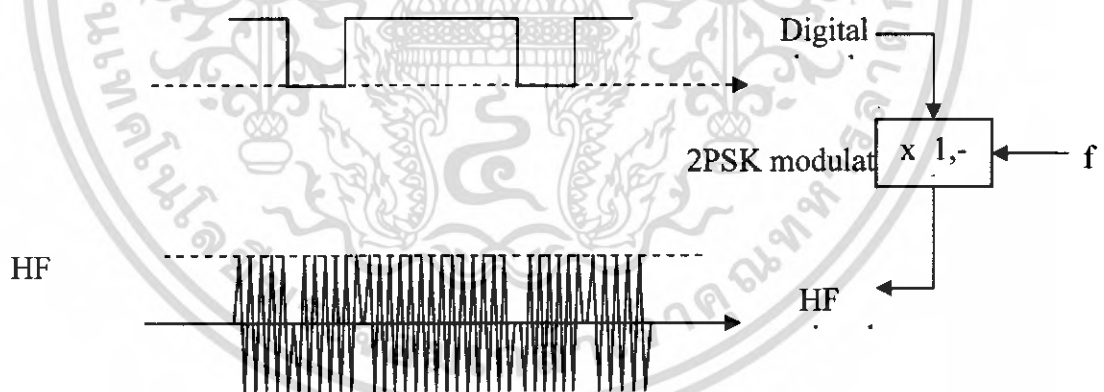 Digital
2PSK modulat
x 1,-
f
HF
HF